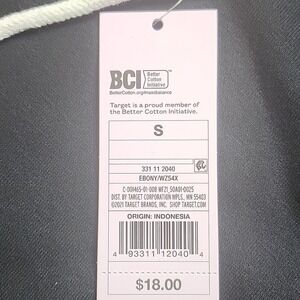 BCI Better Cotton Initiative
BetterCotton.org/massbalance
Target is a proud member of
the Better Cotton Initiative.
S
331 11 2040
EBONY/WZ54X
DIST. BY TARGET CORPORATION MPLS, MN 55403
©2021 TARGET BRANDS, INC. SHOP TARGET.COM
ORIGIN: INDONESIA
4 93311 12040 4
$18.00